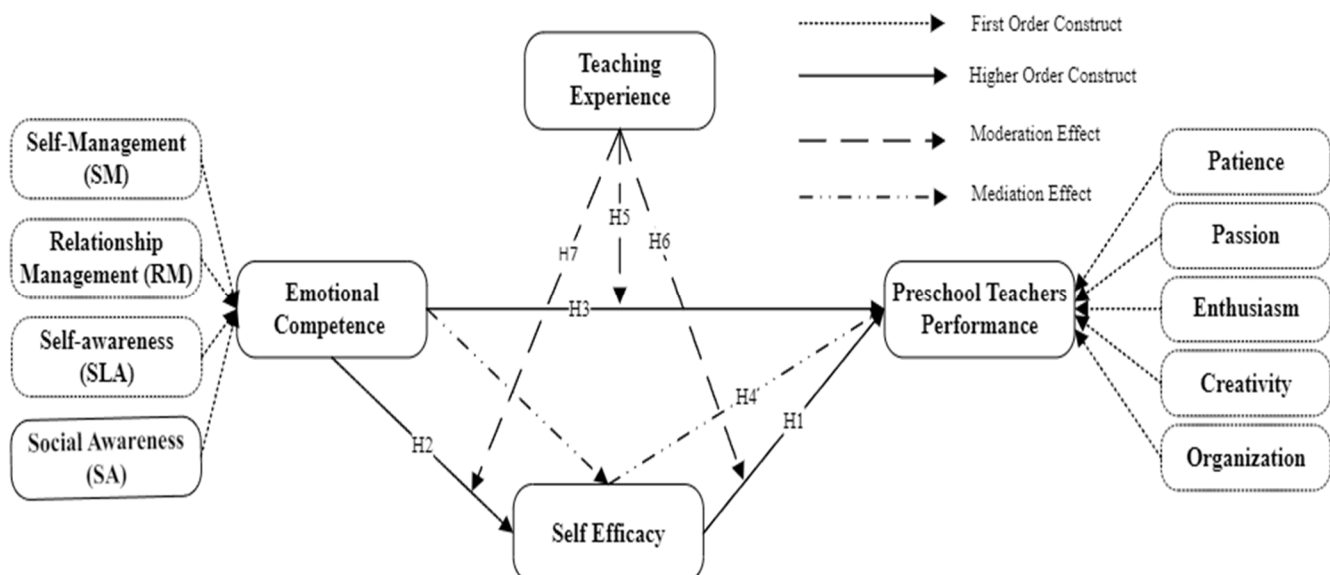 First Order Construct
Higher Order Construct
Moderation Effect
Mediation Effect
Teaching
Experience
Self-Management
(SM)
Relationship
Management (RM)
Self-awareness
(SLA)
Social Awareness
(SA)
Emotional
Competence
H5
H6
H7
H3
H4
H1
H2
Self Efficacy
Preschool Teachers
Performance
Patience
Passion
Enthusiasm
Creativity
Organization